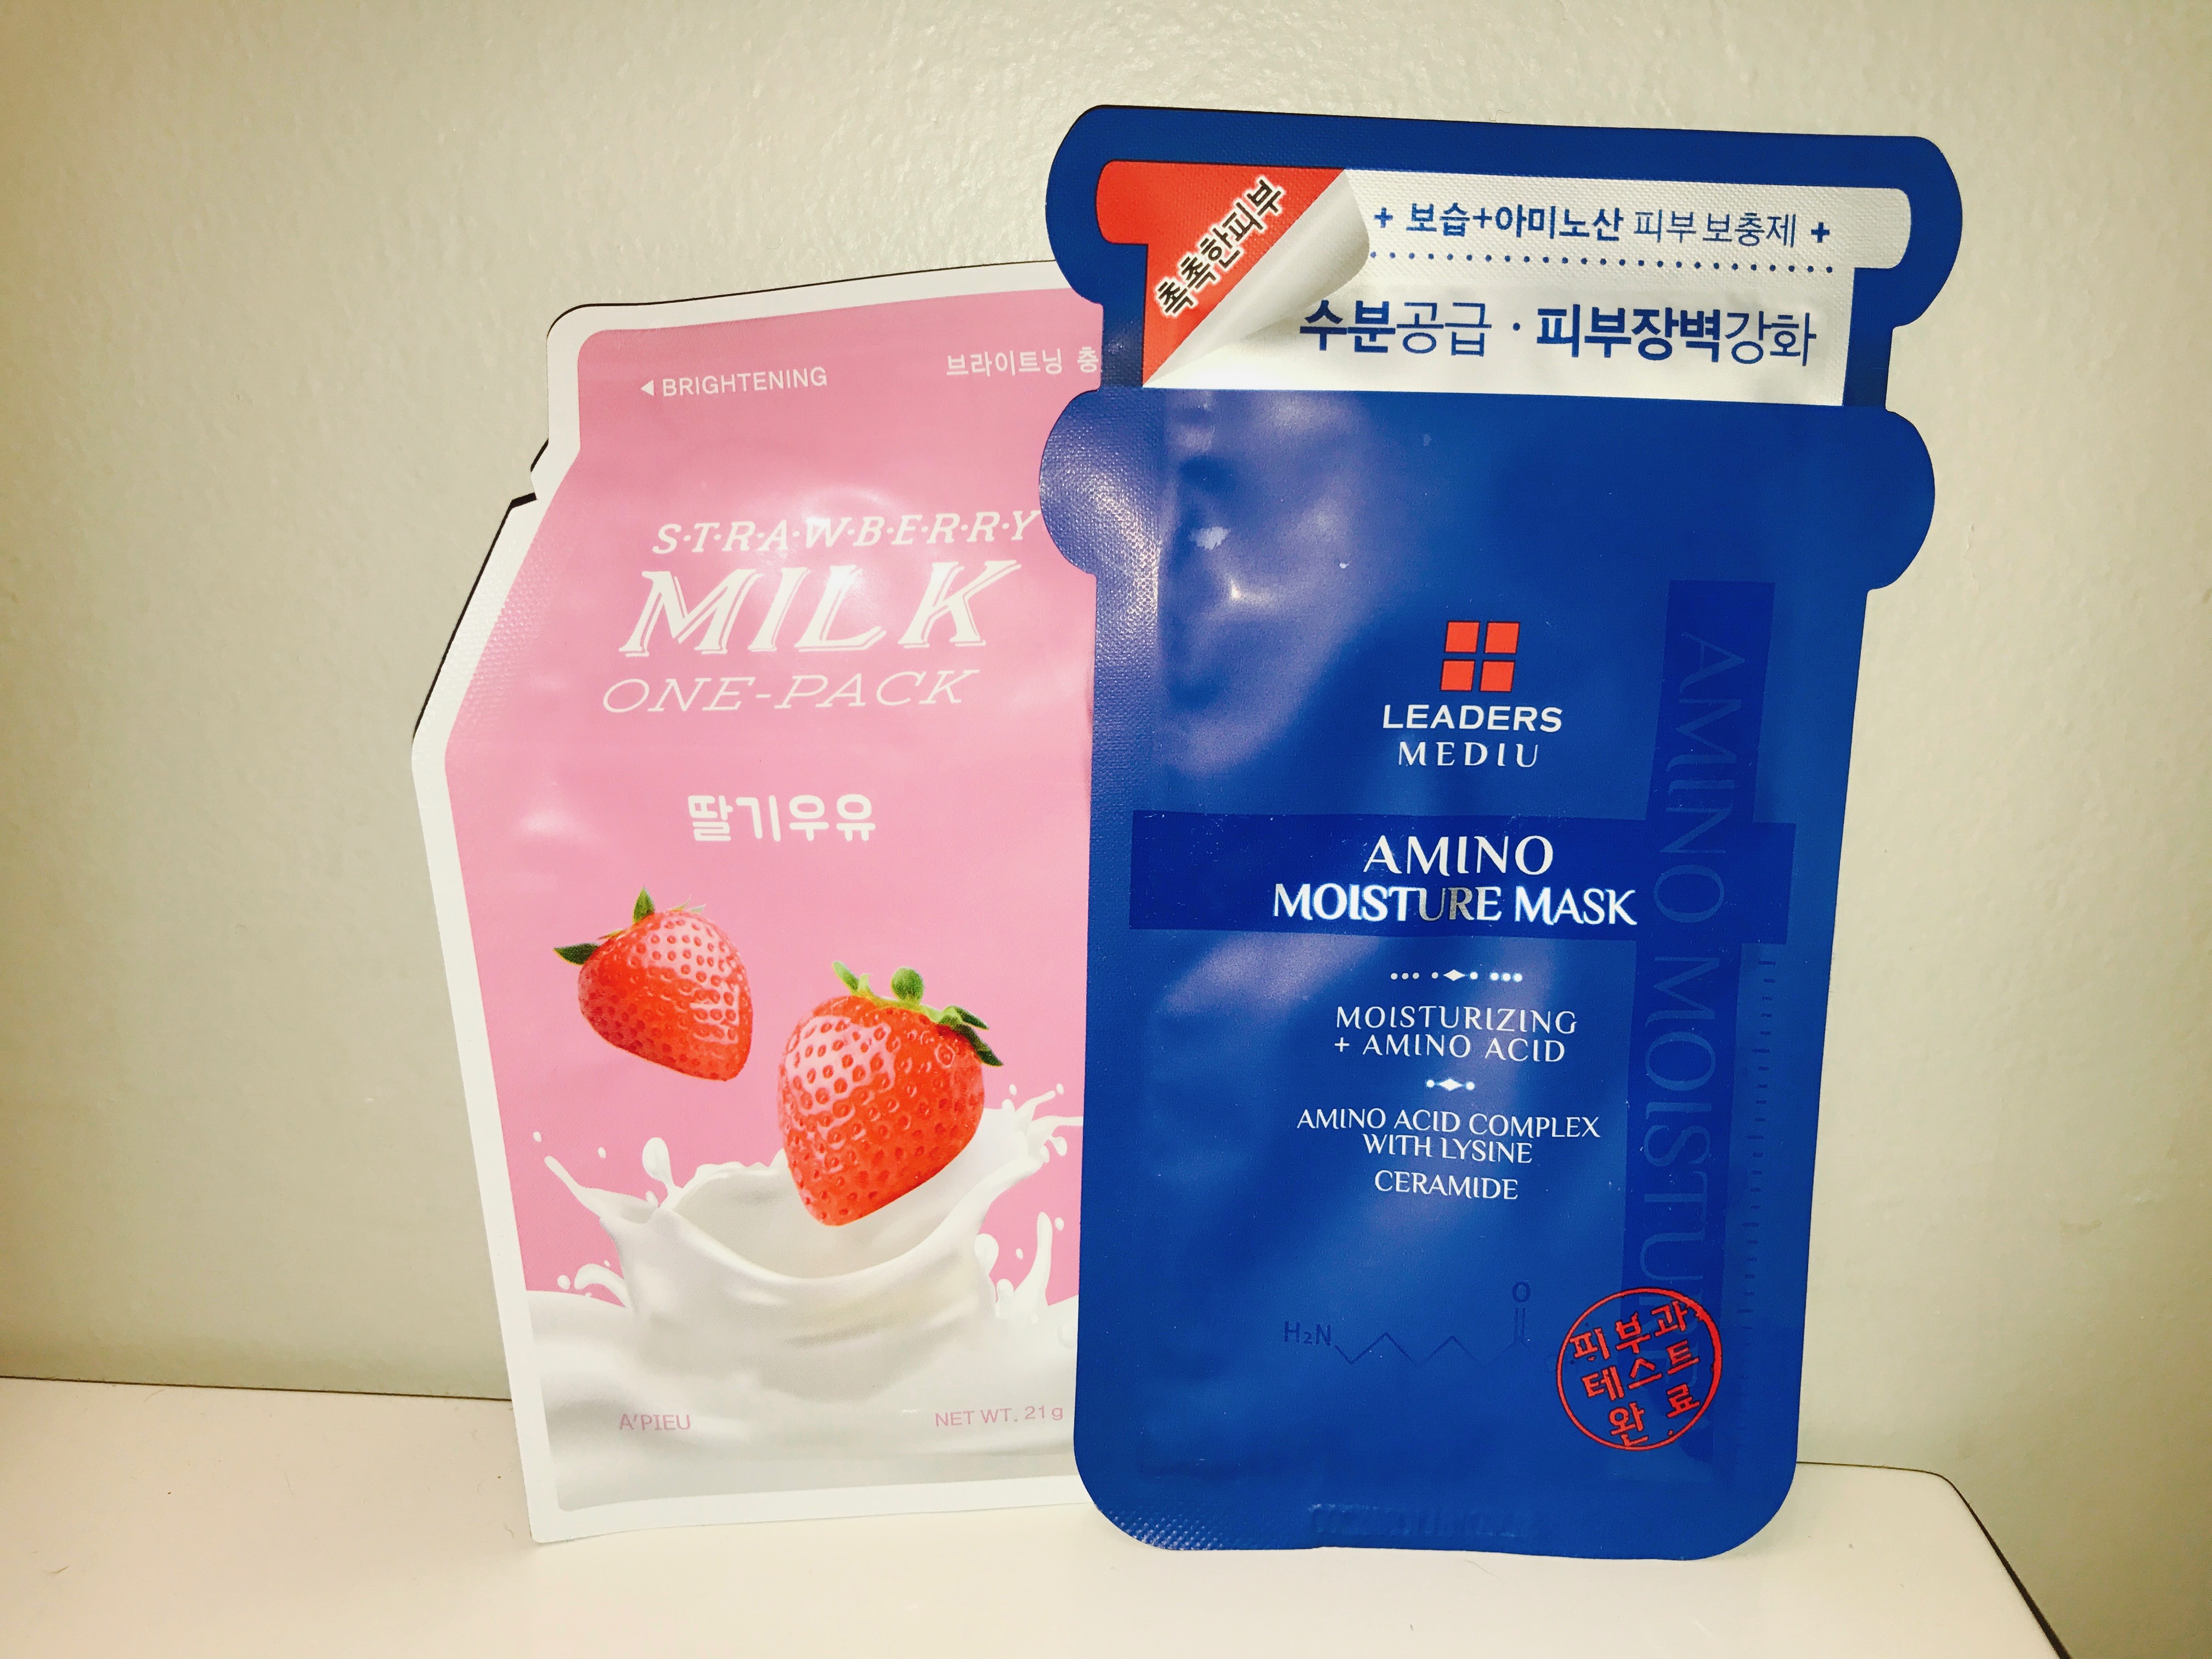 BRIGHTENING
브라이트닝 충
S·T·R·A·W·B·E·R·R·Y
MILK
ONE-PACK
딸기우유
A'PIEU
NET WT. 21g
촉촉한피부
+ 보습+아미노산 피부보충제 +
수분공급 · 피부장벽강화
LEADERS
MEDIU
AMINO
MOISTURE MASK
MOISTURIZING
+ AMINO ACID
AMINO ACID COMPLEX
WITH LYSINE
CERAMIDE
AMINO MOISTURE
O
H₂N
피부과
테스트
완료